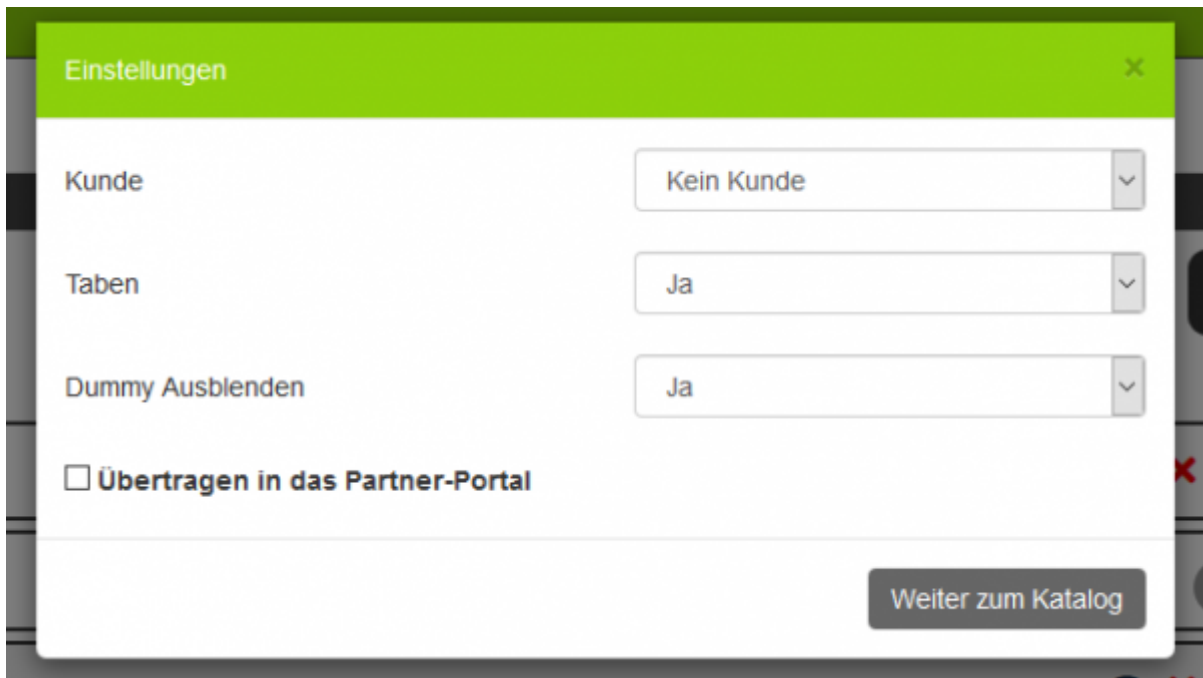 Einstellungen
Kunde Kein Kunde
Taben Ja
Dummy Ausblenden Ja
Übertragen in das Partner-Portal
Weiter zum Katalog